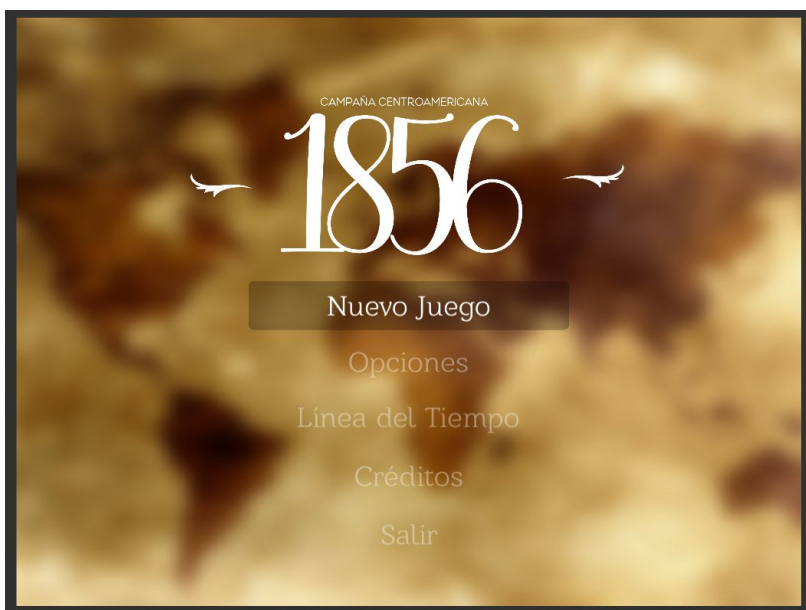 CAMPAÑA CENTROAMERICANA
1856
Nuevo Juego
Opciones
Línea del Tiempo
Créditos
Salir